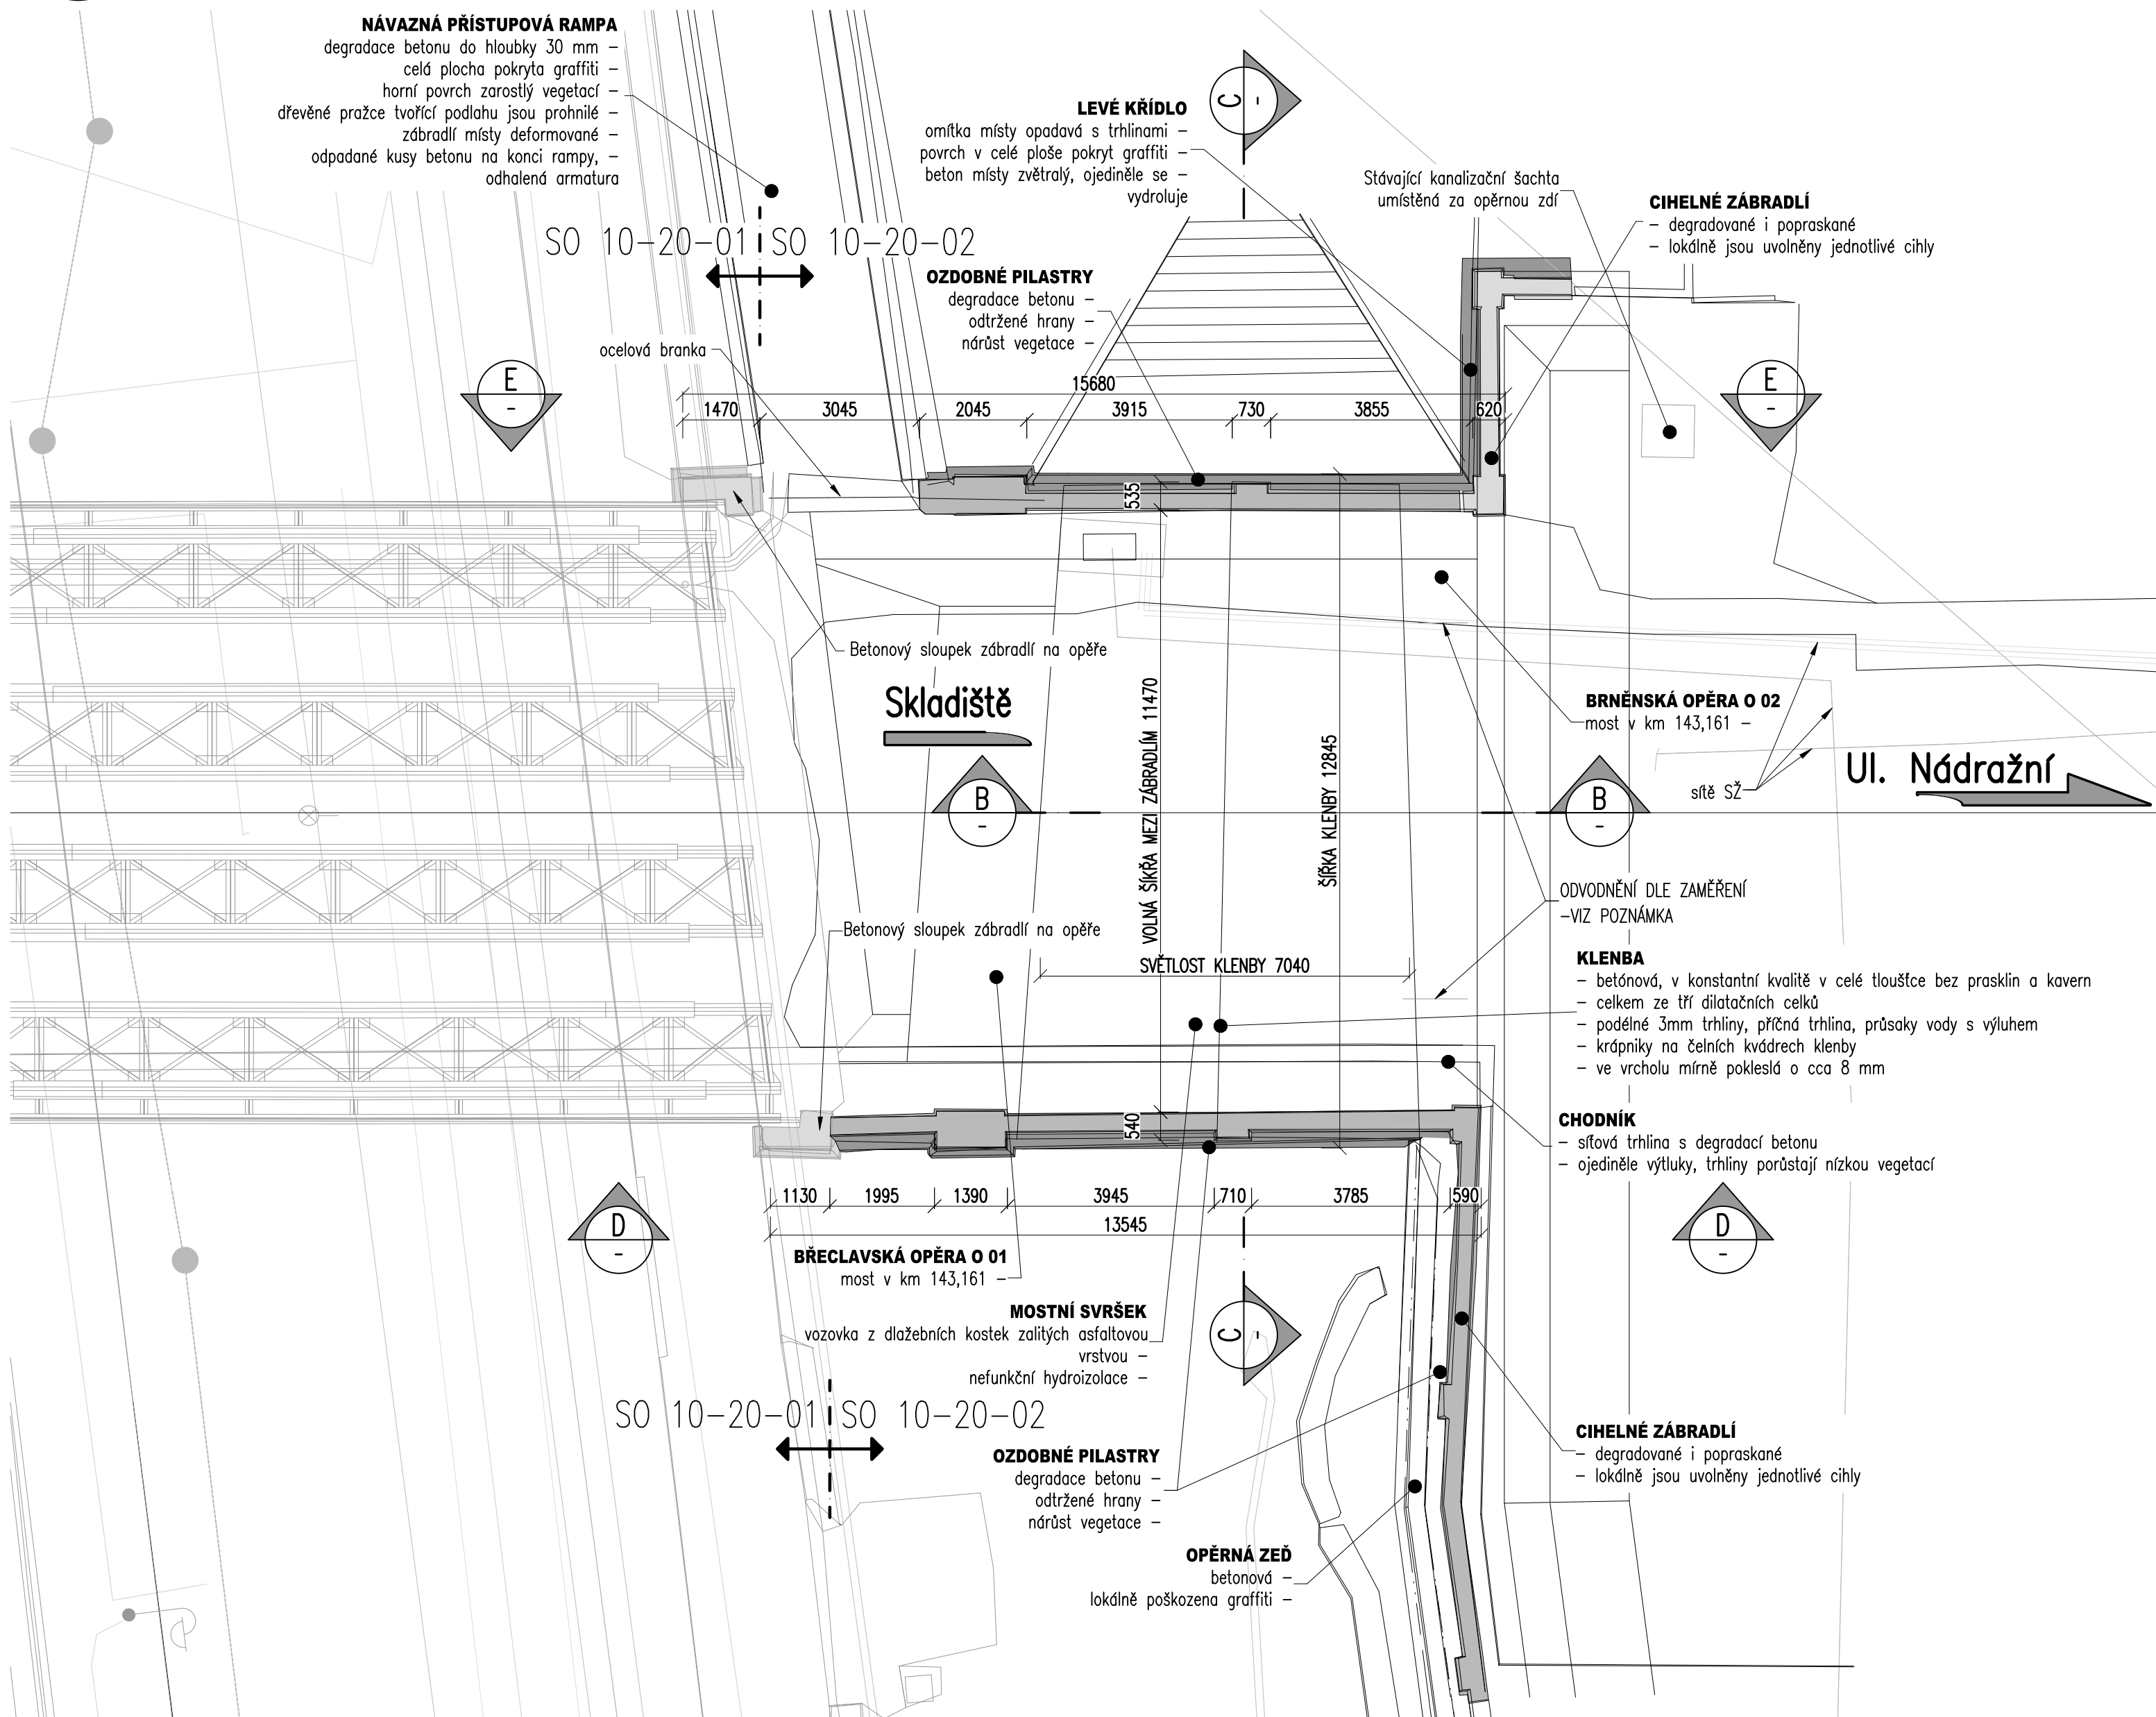 NÁVAZNÁ PŘÍSTUPOVÁ RAMPA
degradace betonu do hloubky 30 mm –
celá plocha pokryta graffiti –
horní povrch zarostlý vegetací –
dřevěné pražce tvořící podlahu jsou prohnilé –
zábradlí místy deformované –
odpadané kusy betonu na konci rampy, –
odhalená armatura
LEVÉ KŘÍDLO
omítka místy opadavá s trhlinami –
povrch v celé ploše pokryt graffiti –
beton místy zvětralý, ojediněle se –
vydroluje
C
-
Stávající kanalizační šachta
umístěná za opěrnou zdí
CIHELNÉ ZÁBRADLÍ
– degradované i popraskané
– lokálně jsou uvolněny jednotlivé cihly
SO 10-20-01
SO 10-20-02
OZDOBNÉ PILASTRY
degradace betonu –
odtržené hrany –
nárůst vegetace –
ocelová branka
E
-
E
-
15680
1470
3045
2045
3915
730
3855
620
535
Betonový sloupek zábradlí na opěře
Skladiště
VOLNÁ ŠÍKŘA MEZI ZÁBRADLÍM 11470
ŠÍŘKA KLENBY 12845
BRNĚNSKÁ OPĚRA O 02
most v km 143,161 –
sítě SŽ
Ul. Nádražní
B
-
B
-
ODVODNĚNÍ DLE ZAMĚŘENÍ
-VIZ POZNÁMKA
Betonový sloupek zábradlí na opěře
SVĚTLOST KLENBY 7040
KLENBA
– betónová, v konstantní kvalitě v celé tloušťce bez prasklin a kavern
– celkem ze tří dilatačních celků
– podélné 3mm trhliny, příčná trhlina, průsaky vody s výluhem
– krápniky na čelních kvádrech klenby
– ve vrcholu mírně pokleslá o cca 8 mm
CHODNÍK
– síťová trhlina s degradací betonu
– ojediněle výtluky, trhliny porůstají nízkou vegetací
540
1130
1995
1390
3945
710
3785
590
13545
D
-
D
-
BŘECLAVSKÁ OPĚRA O 01
most v km 143,161 –
MOSTNÍ SVRŠEK
vozovka z dlažebních kostek zalitých asfaltovou
vrstvou –
nefunkční hydroizolace –
C
-
SO 10-20-01
SO 10-20-02
OZDOBNÉ PILASTRY
degradace betonu –
odtržené hrany –
nárůst vegetace –
CIHELNÉ ZÁBRADLÍ
– degradované i popraskané
– lokálně jsou uvolněny jednotlivé cihly
OPĚRNÁ ZEĎ
betonová –
lokálně poškozena graffiti –